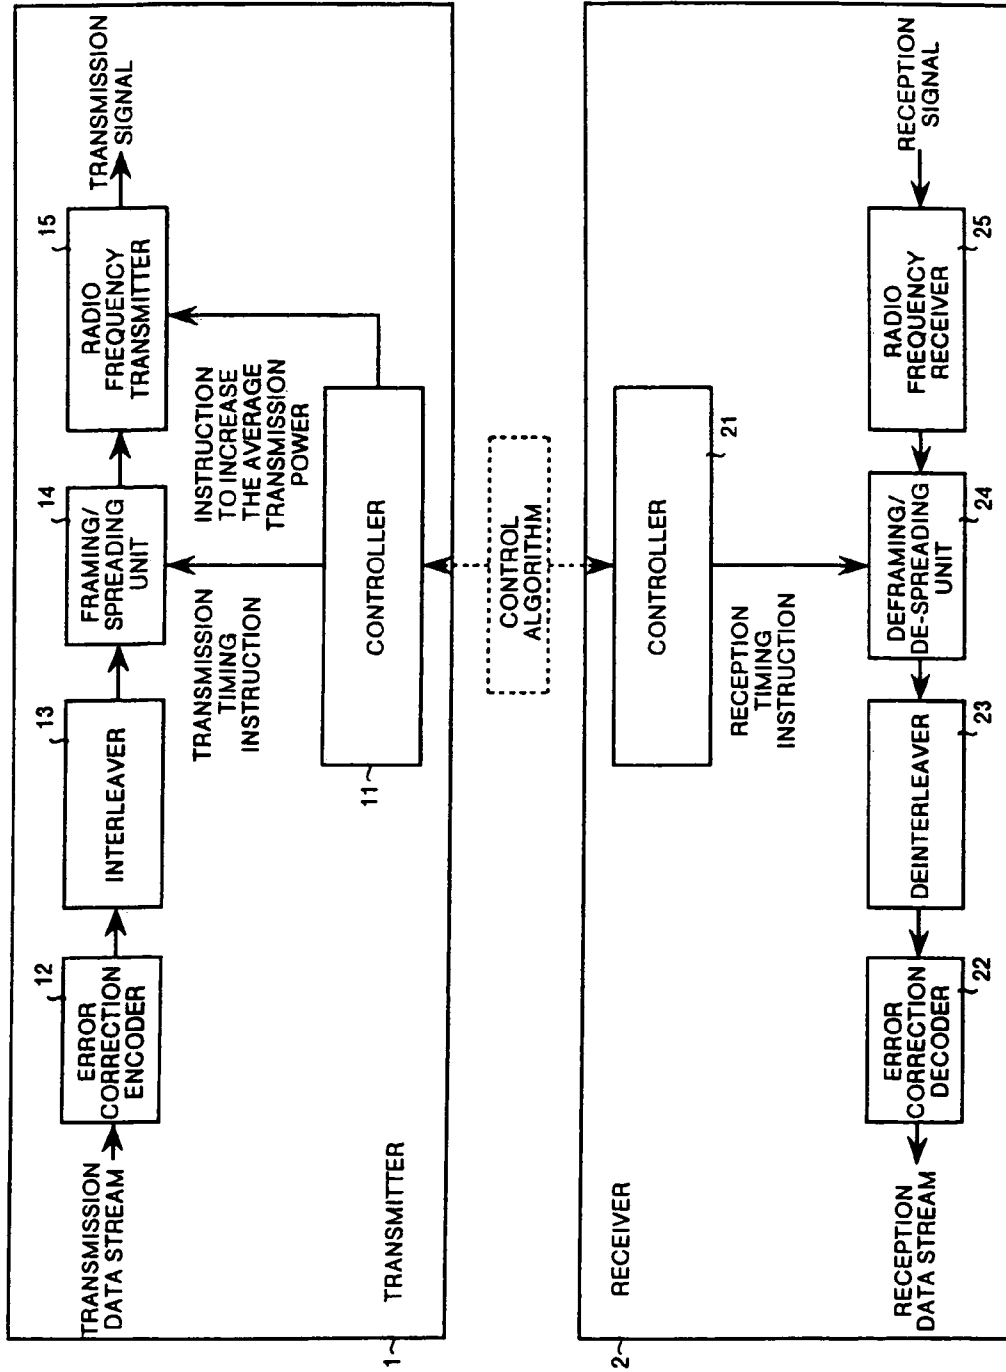 TRANSMISSION
DATA STREAM
12
ERROR
CORRECTION
ENCODER
13
INTERLEAVER
14
FRAMING/
SPREADING
UNIT
15
RADIO
FREQUENCY
TRANSMITTER
TRANSMISSION
SIGNAL
TRANSMISSION
TIMING
INSTRUCTION
INSTRUCTION
TO INCREASE
THE AVERAGE
TRANSMISSION
POWER
11
CONTROLLER
1
TRANSMITTER
CONTROL
ALGORITHM
2
RECEIVER
CONTROLLER
21
RECEPTION
TIMING
INSTRUCTION
RECEPTION
DATA STREAM
ERROR
CORRECTION
DECODER
22
DEINTERLEAVER
23
DEFRAMING/
DE-SPREADING
UNIT
24
RADIO
FREQUENCY
RECEIVER
25
RECEPTION
SIGNAL